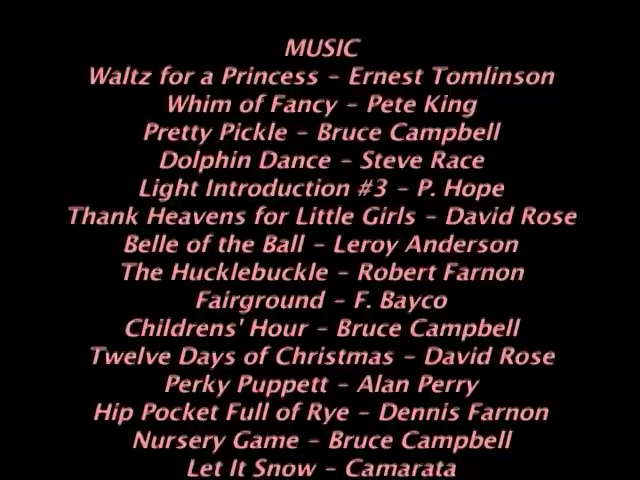 MUSIC
Waltz for a Princess - Ernest Tomlinson
Whim of Fancy - Pete King
Pretty Pickle - Bruce Campbell
Dolphin Dance - Steve Race
Light Introduction #3 - P. Hope
Thank Heavens for Little Girls - David Rose
Belle of the Ball - Leroy Anderson
The Hucklebuckle - Robert Farnon
Fairground - F. Bayco
Childrens' Hour - Bruce Campbell
Twelve Days of Christmas - David Rose
Perky Puppett - Alan Perry
Hip Pocket Full of Rye - Dennis Farnon
Nursery Game - Bruce Campbell
Let It Snow - Camarata